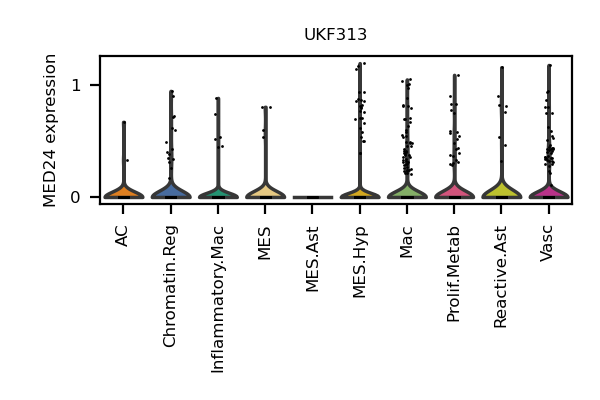 UKF313
MED24 expression
1
0
AC
Chromatin.Reg
Inflammatory.Mac
MES
MES.Ast
MES.Hyp
Mac
Prolif.Metab
Reactive.Ast
Vasc